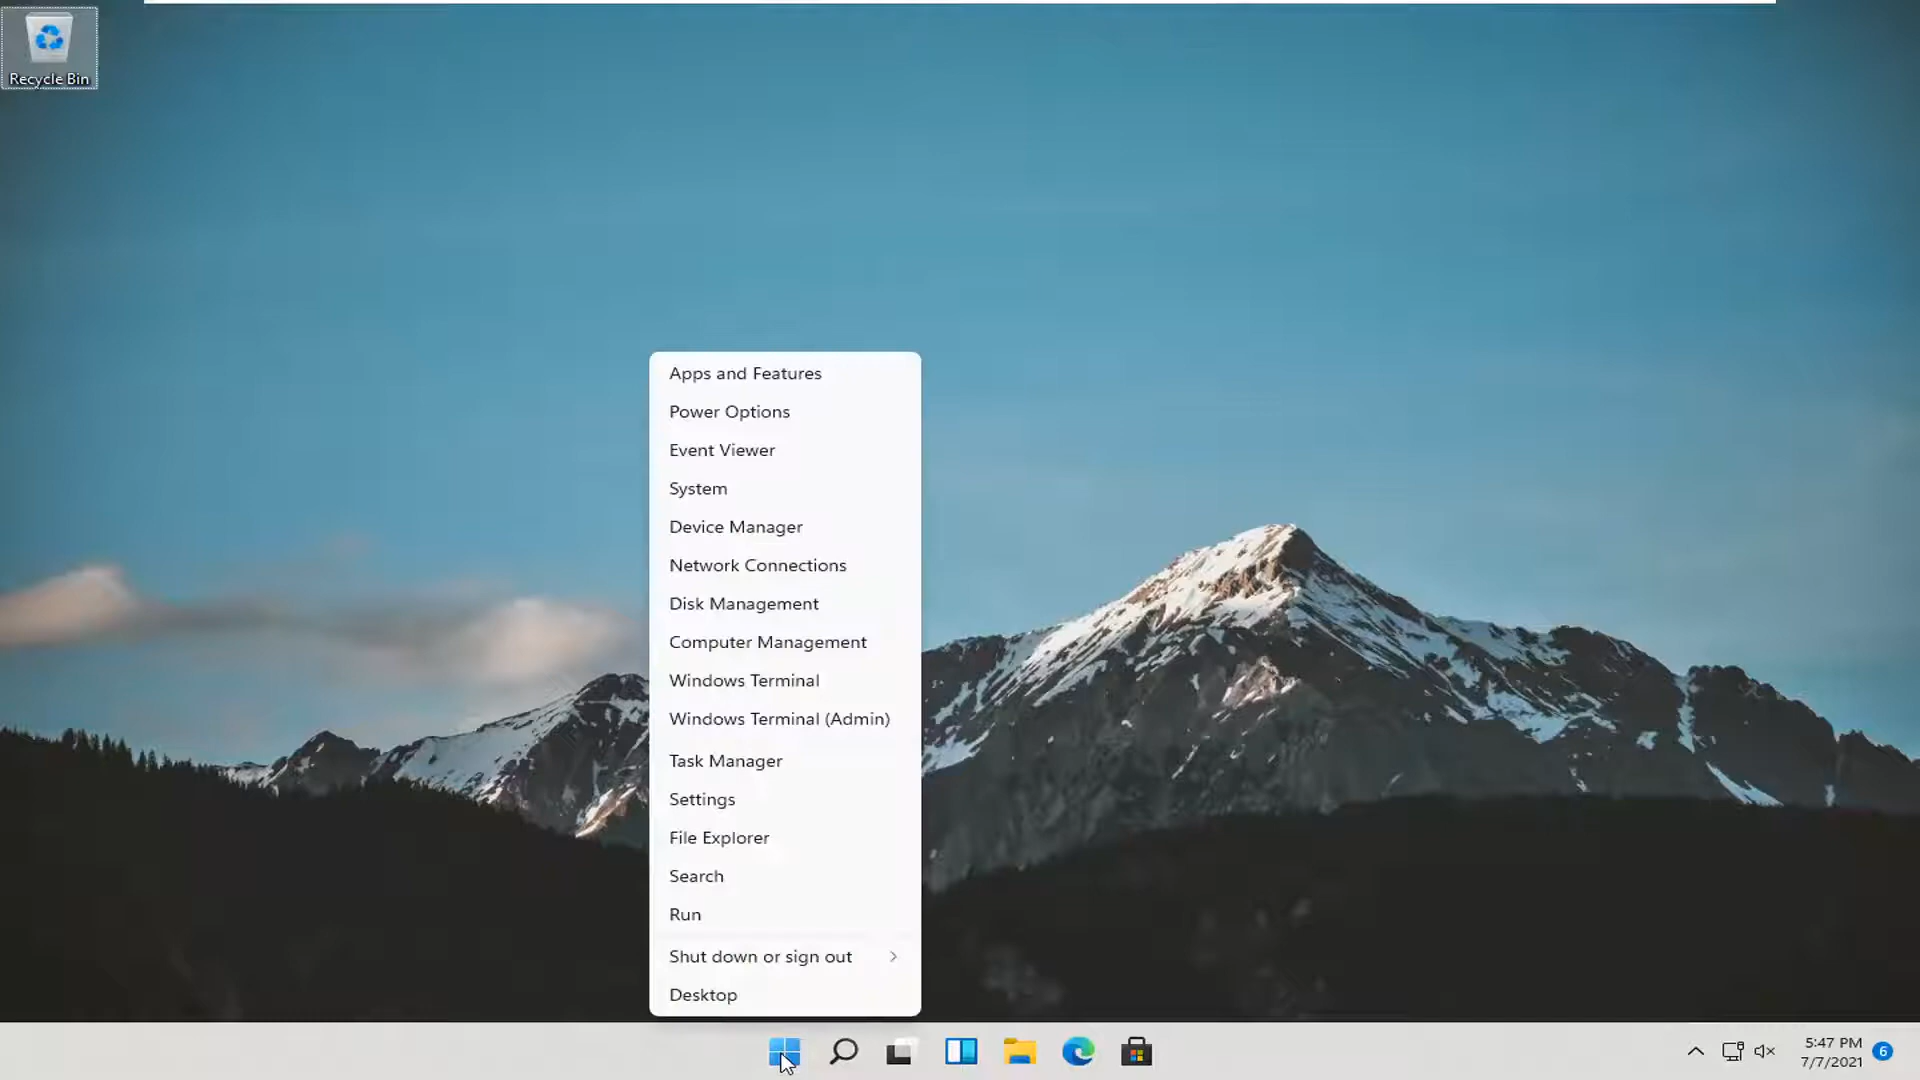 Recycle Bin
Apps and Features
Power Options
Event Viewer
System
Device Manager
Network Connections
Disk Management
Computer Management
Windows Terminal
Windows Terminal (Admin)
Task Manager
Settings
File Explorer
Search
Run
Shut down or sign out
Desktop
5:47 PM
7/7/2021
6